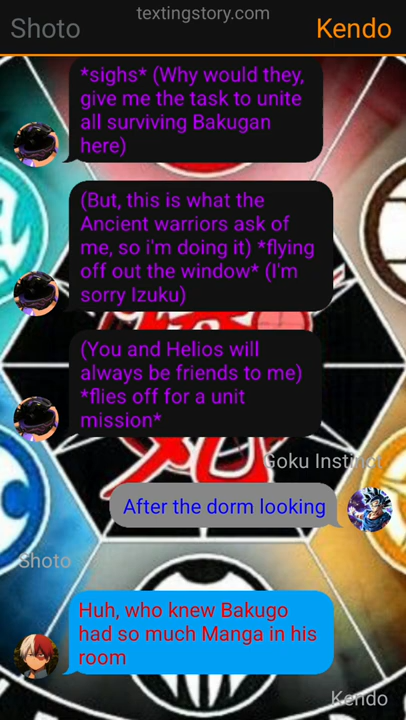 textingstory.com
Shoto
Kendo
*sighs* (Why would they,
give me the task to unite
all surviving Bakugan
here)
(But, this is what the
Ancient warriors ask of
me, so i'm doing it) *flying
off out the window* (I'm
sorry Izuku)
(You and Helios will
always be friends to me)
*flies off for a unit
mission*
Goku Instinct
After the dorm looking
Shoto
Huh, who knew Bakugo
had so much Manga in his
room
Kendo